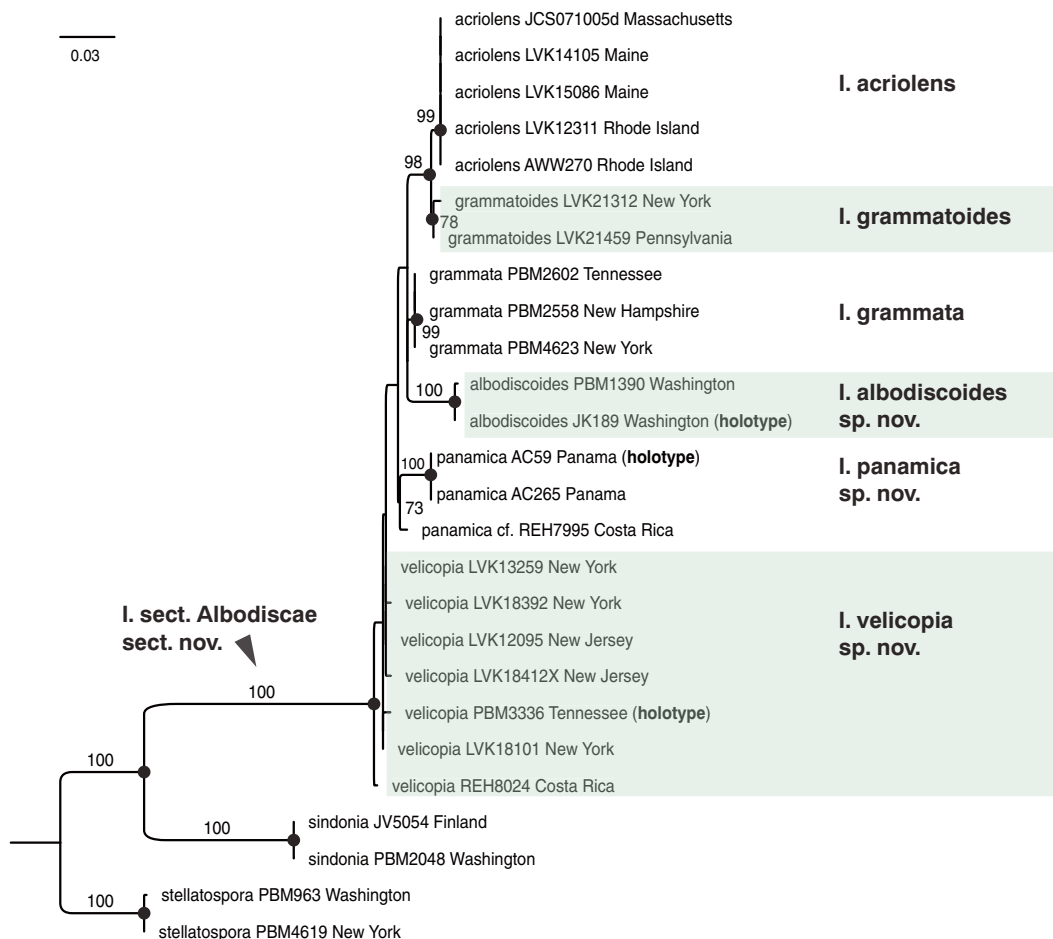 acriolens JCS071005d Massachusetts
0.03
acriolens LVK14105 Maine
I. acriolens
acriolens LVK15086 Maine
99
acriolens LVK12311 Rhode Island
98
acriolens AWW270 Rhode Island
grammatoides LVK21312 New York
I. grammatoides
78
grammatoides LVK21459 Pennsylvania
grammata PBM2602 Tennessee
grammata PBM2558 New Hampshire
I. grammata
99
grammata PBM4623 New York
100
albodiscoides PBM1390 Washington
I. albodiscoides
sp. nov.
albodiscoides JK189 Washington (holotype)
100
panamica AC59 Panama (holotype)
I. panamica
sp. nov.
panamica AC265 Panama
73
panamica cf. REH7995 Costa Rica
velicopia LVK13259 New York
velicopia LVK18392 New York
I. velicopia
sp. nov.
I. sect. Albodiscae
sect. nov.
velicopia LVK12095 New Jersey
velicopia LVK18412X New Jersey
100
velicopia PBM3336 Tennessee (holotype)
velicopia LVK18101 New York
100
velicopia REH8024 Costa Rica
sindonia JV5054 Finland
100
sindonia PBM2048 Washington
100
stellatospora PBM963 Washington
stellatospora PBM4619 New York